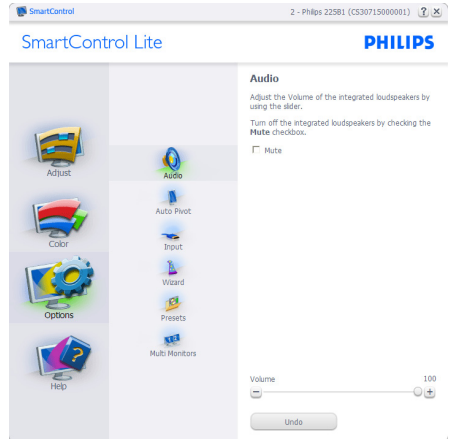 SmartControl
2 - Philips 225B1 (CS30715000001)
SmartControl Lite
PHILIPS
Adjust
Color
Options
Help
Audio
Auto Pivot
Input
Wizard
Presets
Multi Monitors
Audio
Adjust the Volume of the integrated loudspeakers by
using the slider.
Turn off the integrated loudspeakers by checking the
Mute checkbox.
Mute
Volume
100
Undo